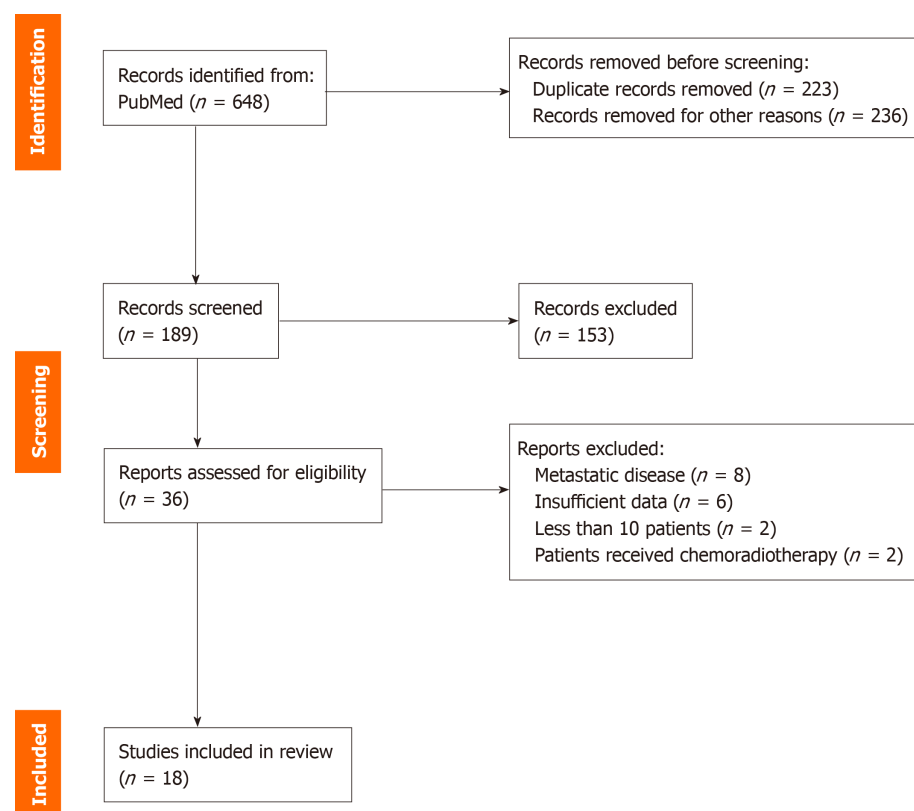 Identification
Records identified from:
PubMed (n = 648)
Records removed before screening:
Duplicate records removed (n = 223)
Records removed for other reasons (n = 236)
Screening
Records screened
(n = 189)
Records excluded
(n = 153)
Reports assessed for eligibility
(n = 36)
Reports excluded:
Metastatic disease (n = 8)
Insufficient data (n = 6)
Less than 10 patients (n = 2)
Patients received chemoradiotherapy (n = 2)
Included
Studies included in review
(n = 18)